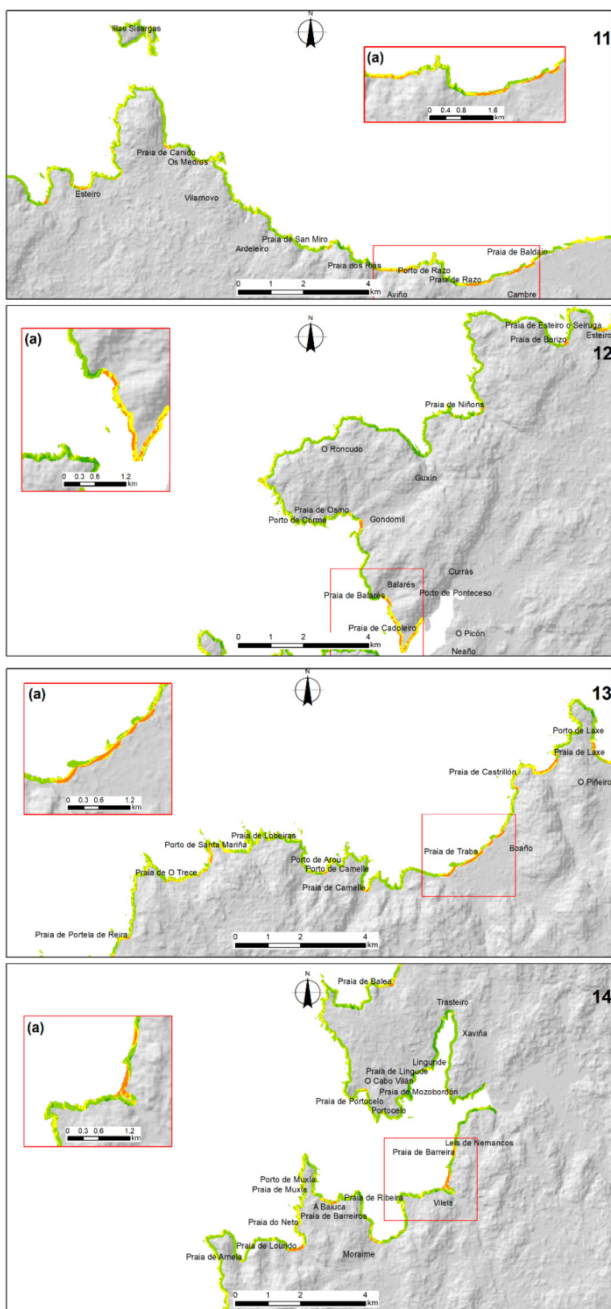 Illas Sisargas
N
11
(a)
0 0.4 0.8 1.6
km
Praia de Canido
Os Medros
Esteiro
Vilarnovo
Praia de San Miro
Ardeleiro
Praia de Baldaio
Praia dos Rias
Porto de Razo
Praia de Razo
0 1 2 4
km
Aviño
Cambre
(a)
N
Praia de Esteiro o Seiruga
Esteiro
Praia de Barizo
12
0 0.3 0.6 1.2
km
Praia de Niñons
O Roncudo
Guxín
Praia de Osmo
Porto de Corme
Gondomil
Currás
Balarés
Praia de Balarés
Porto de Ponteceso
Praia de Cadoleiro
O Picón
0 1 2 4
km
Neaño
(a)
N
13
Porto de Laxe
Praia de Laxe
0 0.3 0.6 1.2
km
Praia de Castrillón
O Piñeiro
Praia de Lobeiras
Porto de Santa Mariña
Praia de Traba
Boaño
Porto de Arou
Porto de Camelle
Praia de O Trece
Praia de Camelle
Praia de Portela de Reira
0 1 2 4
km
Praia de Balea
N
14
(a)
Trasteiro
Xaviña
Lingunde
Praia de Lingude
O Cabo Vilán
Praia de Mozobordón
Praia de Portocelo
Portocelo
0 0.3 0.6 1.2
km
Leis de Nemancos
Praia de Barreira
Porto de Muxía
Praia de Muxía
Praia de Ribeira
A Baiuca
Vilela
Praia de Barreiros
Praia do Neto
Praia de Lourido
Praia de Arnela
Moraime
0 1 2 4
km